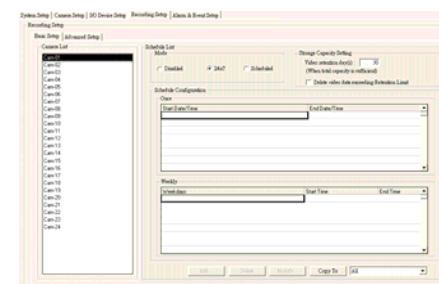 System Setup | Camera Setup | I/O Device Setup | Recording Setup | Alarm & Event Setup |
Recording Setup
Basic Setup | Advanced Setup |
Camera List
Cam-01
Cam-02
Cam-03
Cam-04
Cam-05
Cam-06
Cam-07
Cam-08
Cam-09
Cam-10
Cam-11
Cam-12
Cam-13
Cam-14
Cam-15
Cam-16
Cam-17
Cam-18
Cam-19
Cam-20
Cam-21
Cam-22
Cam-23
Cam-24
Schedule List
Mode
Disabled
24x7
Scheduled
Storage Capacity Setting
Video retention day(s) : 30
(When total capacity is sufficient)
Delete video data exceeding Retention Limit
Schedule Configuration
Once
Start Date/Time End Date/Time
Weekly
Weekdays Start Time End Time
Copy To All